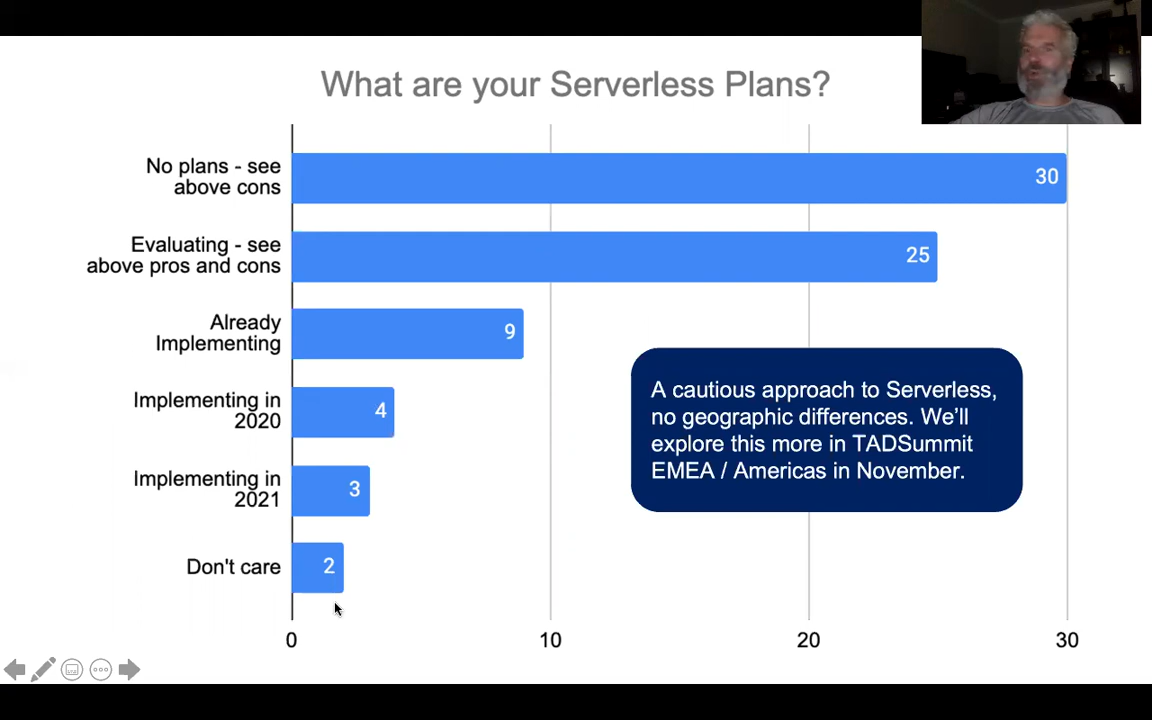 What are your Serverless Plans?
No plans - see
above cons
30
Evaluating - see
above pros and cons
25
Already
Implementing
9
Implementing in
2020
4
Implementing in
2021
3
Don't care
2
A cautious approach to Serverless,
no geographic differences. We’ll
explore this more in TADSummit
EMEA / Americas in November.
0 10 20 30